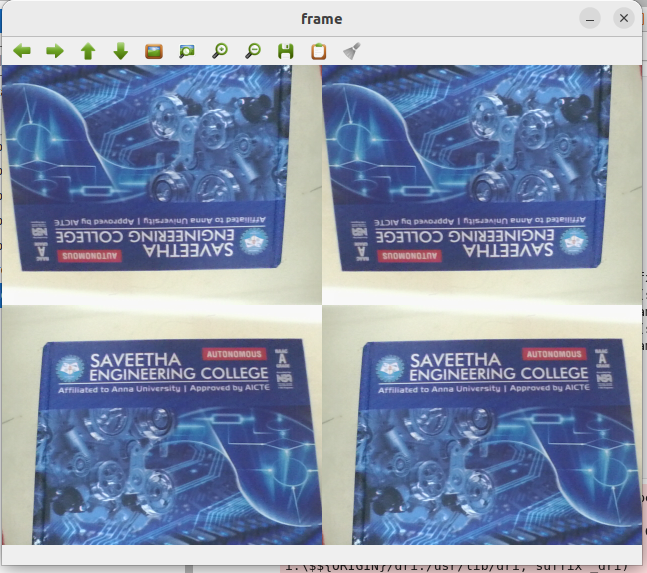 frame
Affiliated to Anna University | Approved by AICTE
ENGINEERING COLLEGE
SAVEETHA
AUTONOMOUS
A
Affiliated to Anna University | Approved by AICTE
ENGINEERING COLLEGE
SAVEETHA
AUTONOMOUS
A
AUTONOMOUS
SAVEETHA
ENGINEERING COLLEGE
Affiliated to Anna University | Approved by AICTE
A
AUTONOMOUS
SAVEETHA
ENGINEERING COLLEGE
Affiliated to Anna University | Approved by AICTE
A